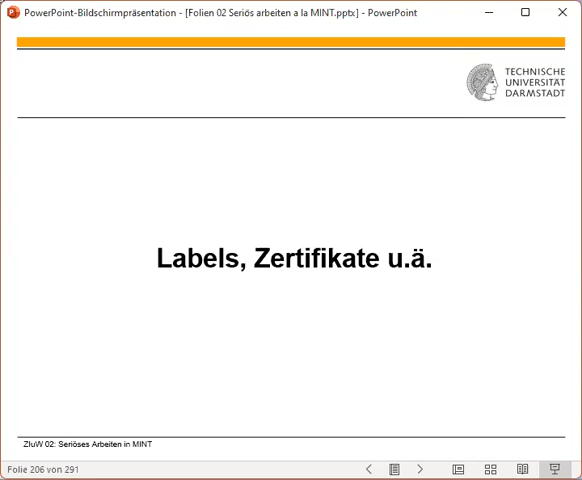 PowerPoint-Bildschirmpräsentation - [Folien 02 Seriös arbeiten a la MINT.pptx] - PowerPoint
TECHNISCHE
UNIVERSITÄT
DARMSTADT
Labels, Zertifikate u.ä.
ZIuW 02: Seriöses Arbeiten in MINT
Folie 206 von 291